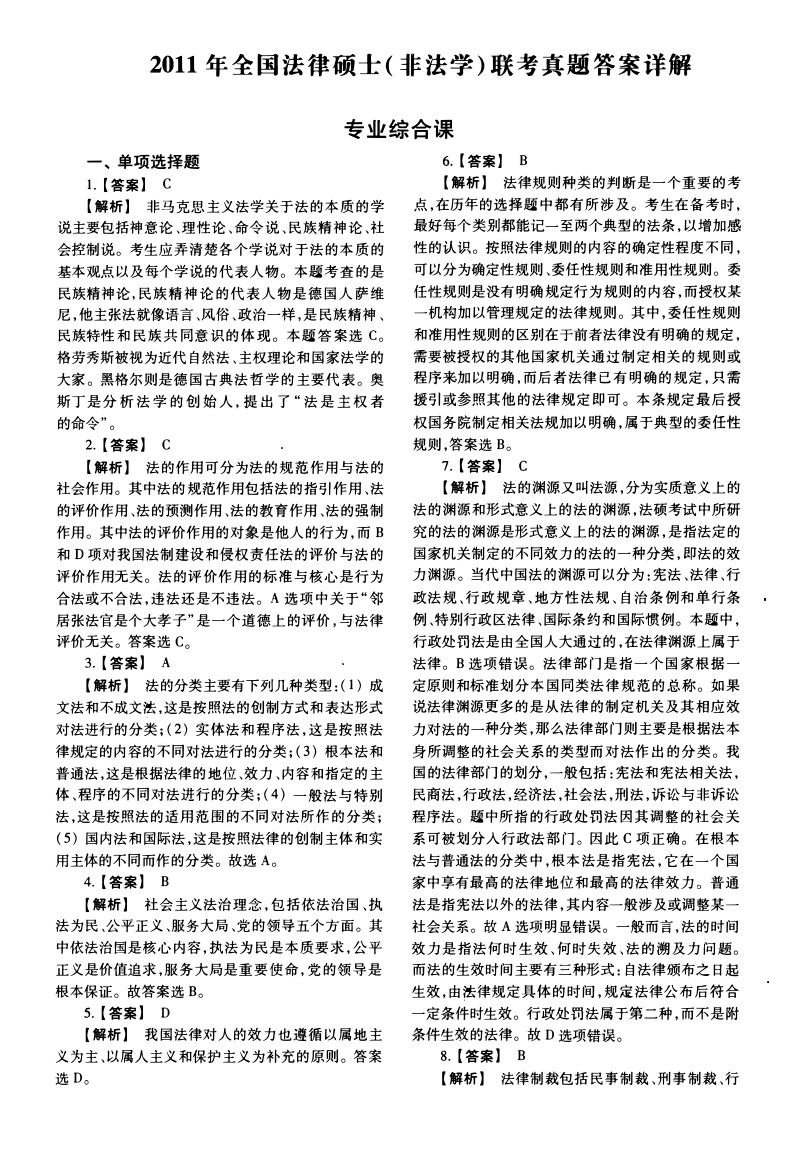 2011 年全国法律硕士(非法学)联考真题答案详解
专业综合课
一、单项选择题
1.【答案】 C
【解析】 非马克思主义法学关于法的本质的学
说主要包括神意论、理性论、命令说、民族精神论、社
会控制说。考生应弄清楚各个学说对于法的本质的
基本观点以及每个学说的代表人物。本题考查的是
民族精神论,民族精神论的代表人物是德国人萨维
尼,他主张法就像语言、风俗、政治一样,是民族精神、
民族特性和民族共同意识的体现。本题答案选 C。
格劳秀斯被视为近代自然法、主权理论和国家法学的
大家。黑格尔则是德国古典法哲学的主要代表。奥
斯丁是分析法学的创始人,提出了“法是主权者
的命令”。
2.【答案】 C
【解析】 法的作用可分为法的规范作用与法的
社会作用。其中法的规范作用包括法的指引作用、法
的评价作用、法的预测作用、法的教育作用、法的强制
作用。其中法的评价作用的对象是他人的行为,而 B
和 D 项对我国法制建设和侵权责任法的评价与法的
评价作用无关。法的评价作用的标准与核心是行为
合法或不合法,违法还是不违法。A 选项中关于“邻
居张法官是个大孝子”是一个道德上的评价,与法律
评价无关。答案选 C。
3.【答案】 A
【解析】 法的分类主要有下列几种类型:(1) 成
文法和不成文法,这是按照法的创制方式和表达形式
对法进行的分类;(2) 实体法和程序法,这是按照法
律规定的内容的不同对法进行的分类;(3) 根本法和
普通法,这是根据法律的地位、效力、内容和指定的主
体、程序的不同对法进行的分类;(4) 一般法与特别
法,这是按照法的适用范围的不同对法所作的分类;
(5) 国内法和国际法,这是按照法律的创制主体和实
用主体的不同而作的分类。故选 A。
4.【答案】 B
【解析】 社会主义法治理念,包括依法治国、执
法为民、公平正义、服务大局、党的领导五个方面。其
中依法治国是核心内容,执法为民是本质要求,公平
正义是价值追求,服务大局是重要使命,党的领导是
根本保证。故答案选 B。
5.【答案】 D
【解析】 我国法律对人的效力也遵循以属地主
义为主、以属人主义和保护主义为补充的原则。答案
选 D。
6.【答案】 B
【解析】 法律规则种类的判断是一个重要的考
点,在历年的选择题中都有所涉及。考生在备考时,
最好每个类别都能记一至两个典型的法条,以增加感
性的认识。按照法律规则的内容的确定性程度不同,
可以分为确定性规则、委任性规则和准用性规则。委
任性规则是没有明确规定行为规则的内容,而授权某
一机构加以管理规定的法律规则。其中,委任性规则
和准用性规则的区别在于前者法律没有明确的规定,
需要被授权的其他国家机关通过制定相关的规则或
程序来加以明确,而后者法律已有明确的规定,只需
援引或参照其他的法律规定即可。本条规定最后授
权国务院制定相关法规加以明确,属于典型的委任性
规则,答案选 B。
7.【答案】 C
【解析】 法的渊源又叫法源,分为实质意义上的
法的渊源和形式意义上的法的渊源,法硕考试中所研
究的法的渊源是形式意义上的法的渊源,是指法定的
国家机关制定的不同效力的法的一种分类,即法的效
力渊源。当代中国法的渊源可以分为:宪法、法律、行
政法规、行政规章、地方性法规、自治条例和单行条
例、特别行政区法律、国际条约和国际惯例。本题中,
行政处罚法是由全国人大通过的,在法律渊源上属于
法律。B 选项错误。法律部门是指一个国家根据一
定原则和标准划分本国同类法律规范的总称。如果
说法律渊源更多的是从法律的制定机关及其相应效
力对法的一种分类,那么法律部门则主要是根据法本
身所调整的社会关系的类型而对法作出的分类。我
国的法律部门的划分,一般包括:宪法和宪法相关法,
民商法,行政法,经济法,社会法,刑法,诉讼与非诉讼
程序法。题中所指的行政处罚法因其调整的社会关
系可被划分入行政法部门。因此 C 项正确。在根本
法与普通法的分类中,根本法是指宪法,它在一个国
家中享有最高的法律地位和最高的法律效力。普通
法是指宪法以外的法律,其内容一般涉及或调整某一
社会关系。故 A 选项明显错误。一般而言,法的时间
效力是指法何时生效、何时失效、法的溯及力问题。
而法的生效时间主要有三种形式:自法律颁布之日起
生效,由法律规定具体的时间,规定法律公布后符合
一定条件时生效。行政处罚法属于第二种,而不是附
条件生效的法律。故 D 选项错误。
8.【答案】 B
【解析】 法律制裁包括民事制裁、刑事制裁、行